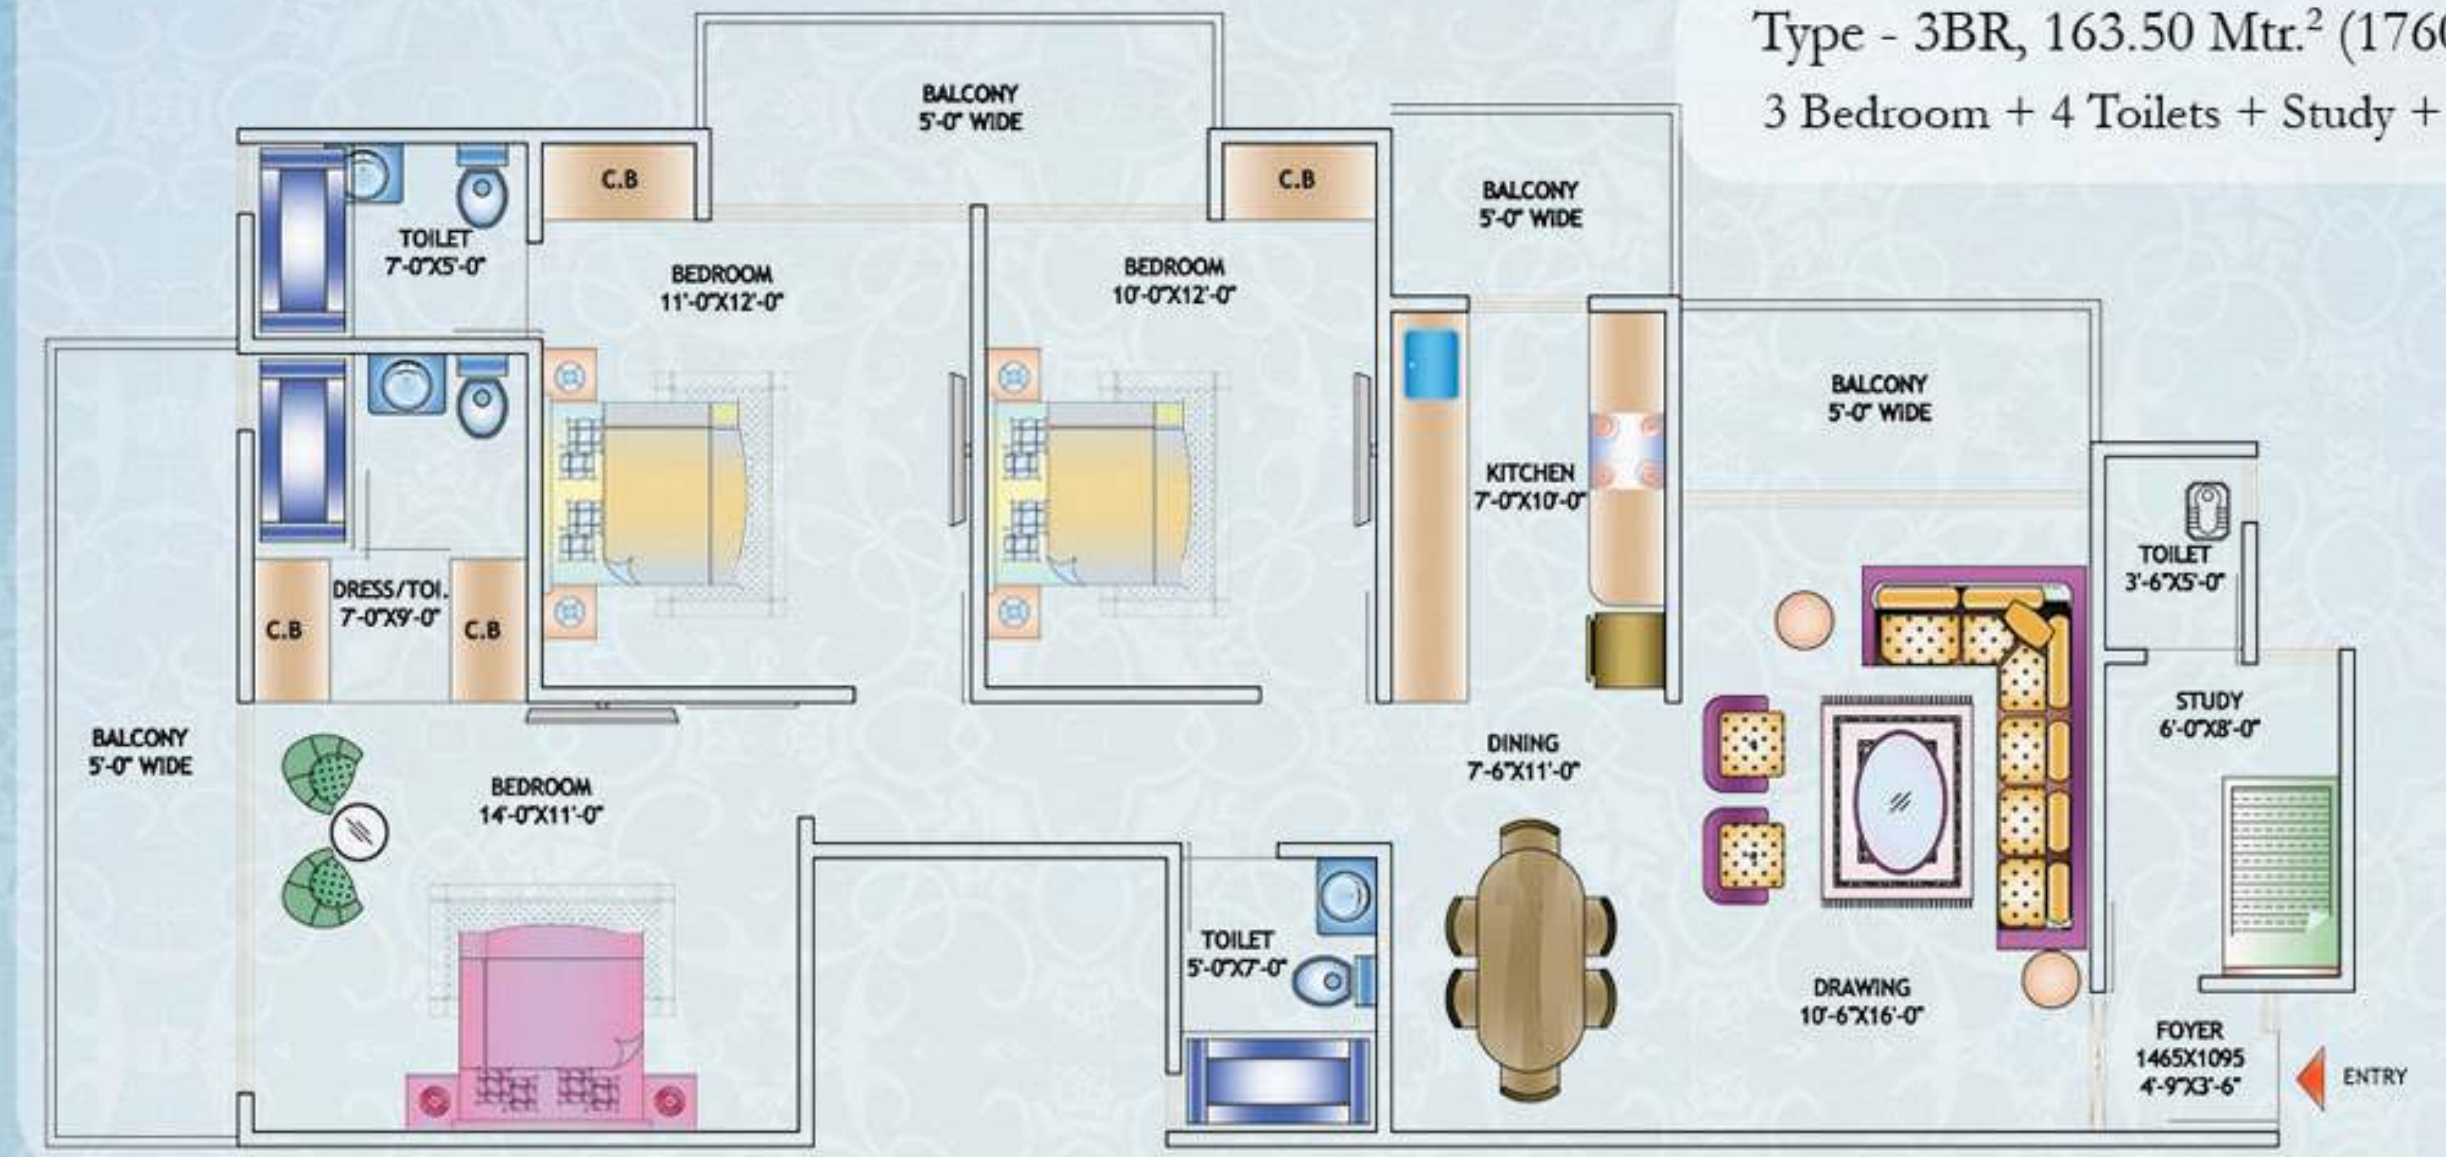 Type - 3BR, 163.50 Mtr.² (1760
3 Bedroom + 4 Toilets + Study +
BALCONY
5'-0" WIDE
C.B
C.B
BALCONY
5'-0" WIDE
TOILET
7'-0"X5'-0"
BEDROOM
11'-0"X12'-0"
BEDROOM
10'-0"X12'-0"
BALCONY
5'-0" WIDE
KITCHEN
7'-0"X10'-0"
TOILET
3'-6"X5'-0"
DRESS/TOI.
7'-0"X9'-0"
C.B
C.B
STUDY
6'-0"X8'-0"
BALCONY
5'-0" WIDE
DINING
7'-6"X11'-0"
BEDROOM
14'-0"X11'-0"
TOILET
5'-0"X7'-0"
DRAWING
10'-6"X16'-0"
FOYER
1465X1095
4'-9"X3'-6"
ENTRY